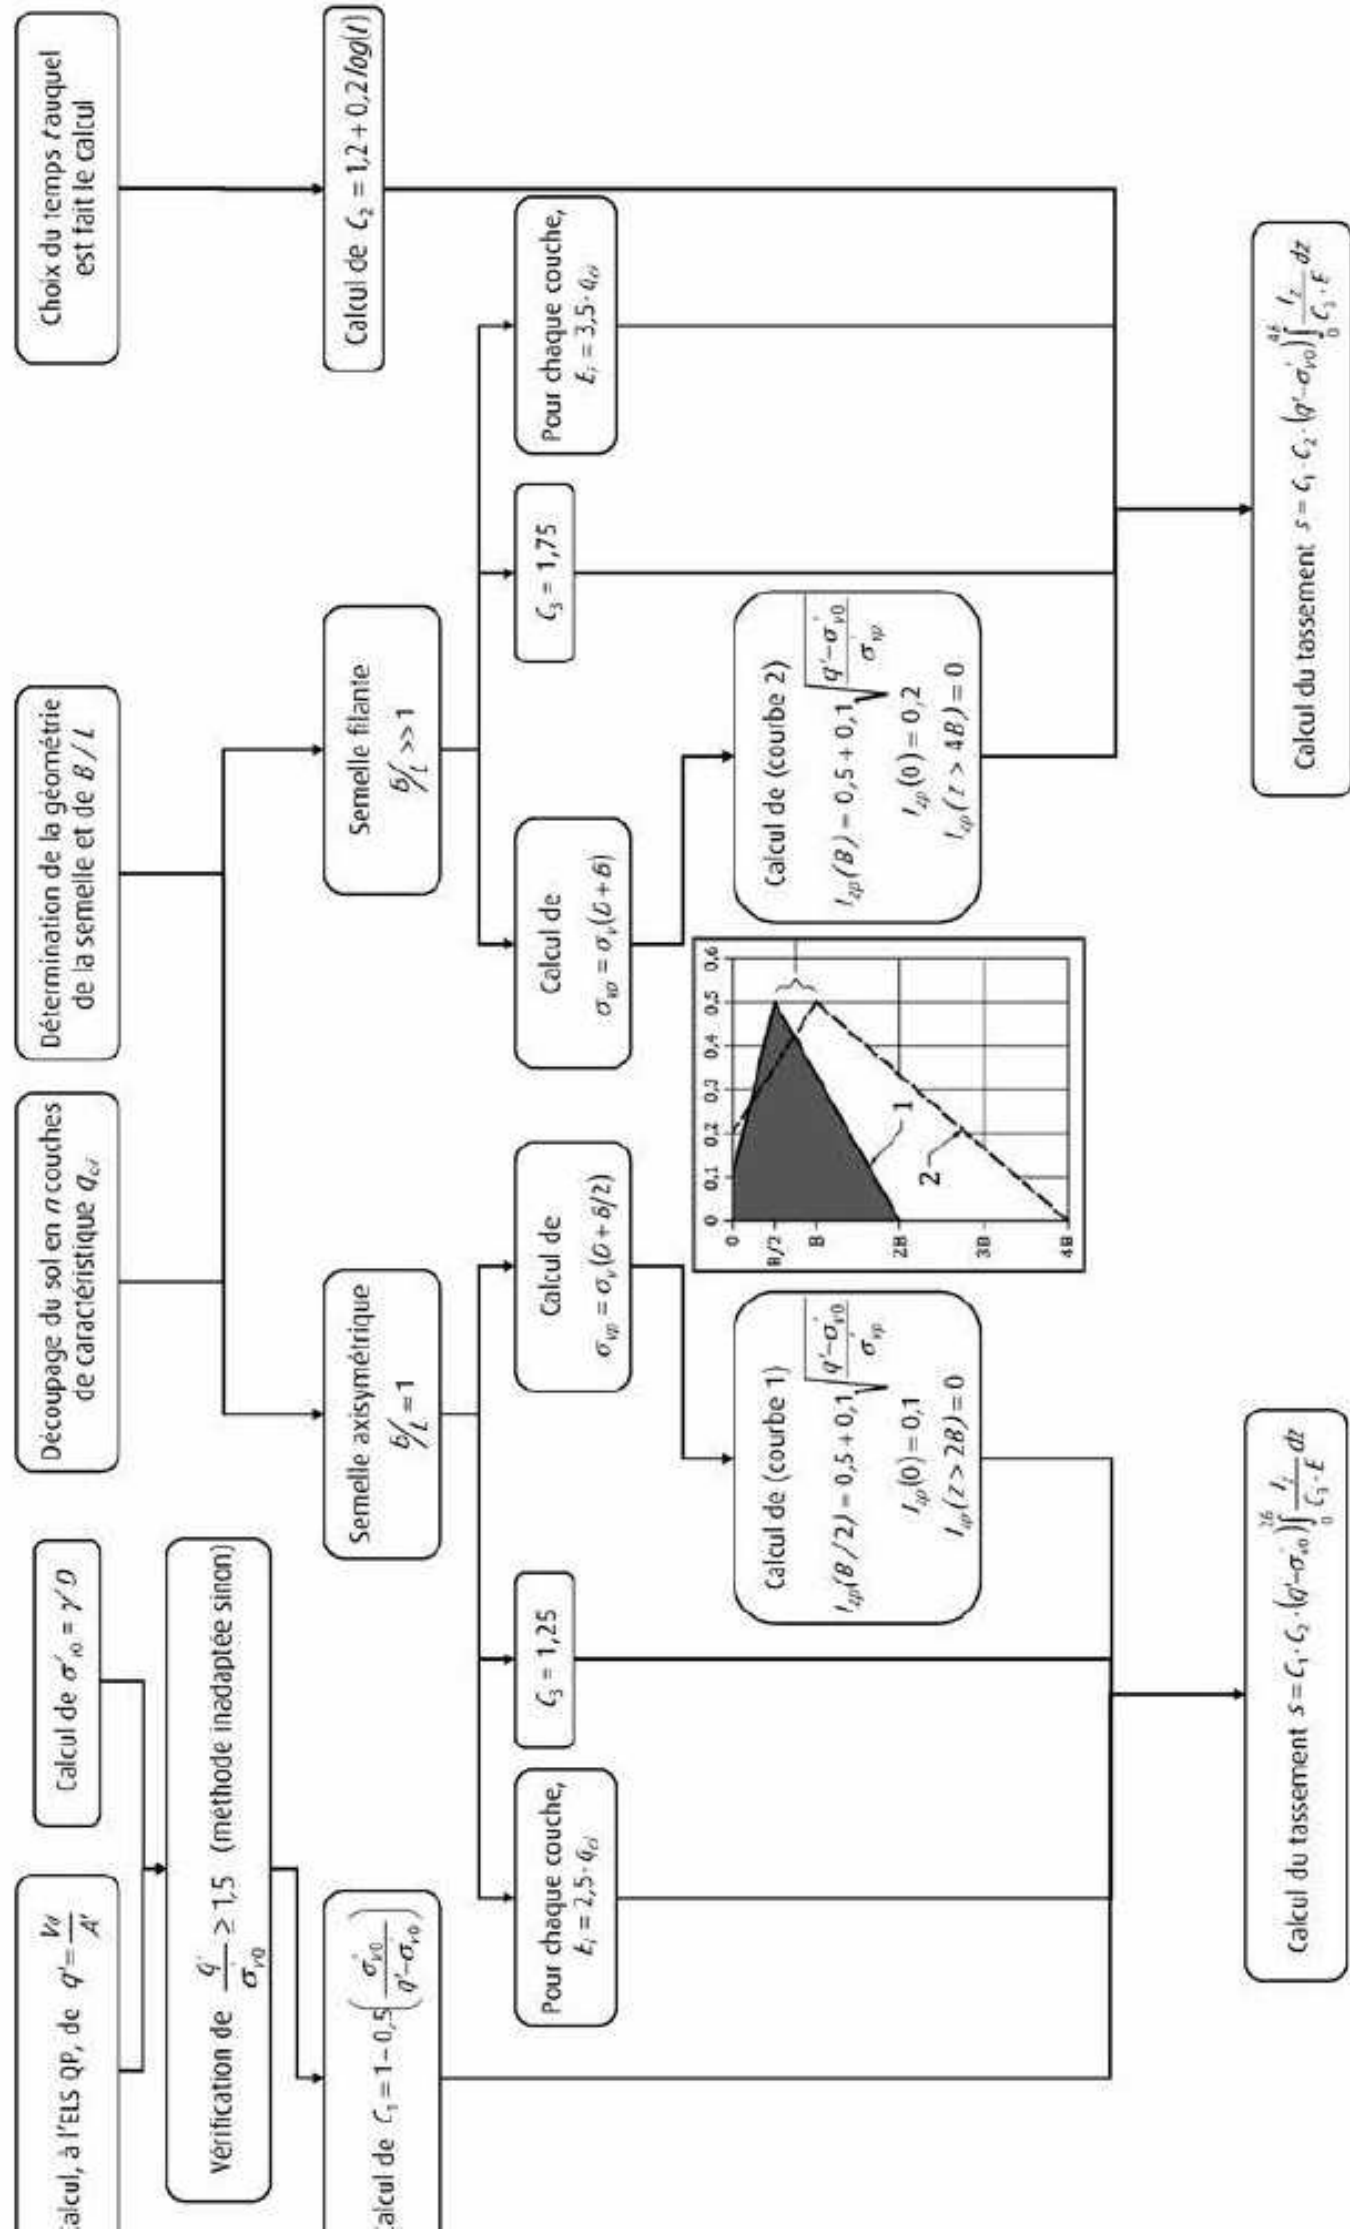 alcul, à l'ELS QP, de q' = Vd / A'
Calcul de σ'v0 = γ'D
Vérification de q' / σ'v0 ≥ 1,5 (méthode inadaptée sinon)
alcul de C1 = 1 − 0,5 ( σ'v0 / q'−σ'v0 )
Découpage du sol en n couches
de caractéristique qci
Détermination de la géométrie
de la semelle et de B / L
Choix du temps t auquel
est fait le calcul
Calcul de C2 = 1,2 + 0,2 log(t)
Semelle axisymétrique
B/L = 1
Semelle filante
B/L >> 1
Pour chaque couche,
Ei = 2,5 · qci
C3 = 1,25
Calcul de
σvp = σv(D + B/2)
Calcul de
σvp = σv(D + B)
C3 = 1,75
Pour chaque couche,
Ei = 3,5 · qci
Calcul de (courbe 1)
Izp(B/2) = 0,5 + 0,1 √ q'−σ'v0 / σ'vp
Izp(0) = 0,1
Izp(z > 2B) = 0
0 0,1 0,2 0,3 0,4 0,5 0,6
0
B/2
B
2B
3B
4B
1
2
Calcul de (courbe 2)
Izp(B) = 0,5 + 0,1 √ q'−σ'v0 / σ'vp
Izp(0) = 0,2
Izp(z > 4B) = 0
Calcul du tassement s = C1 · C2 · (q'−σ'v0) ∫ 0 2B Iz / C3 · E dz
Calcul du tassement s = C1 · C2 · (q'−σ'v0) ∫ 0 4B Iz / C3 · E dz